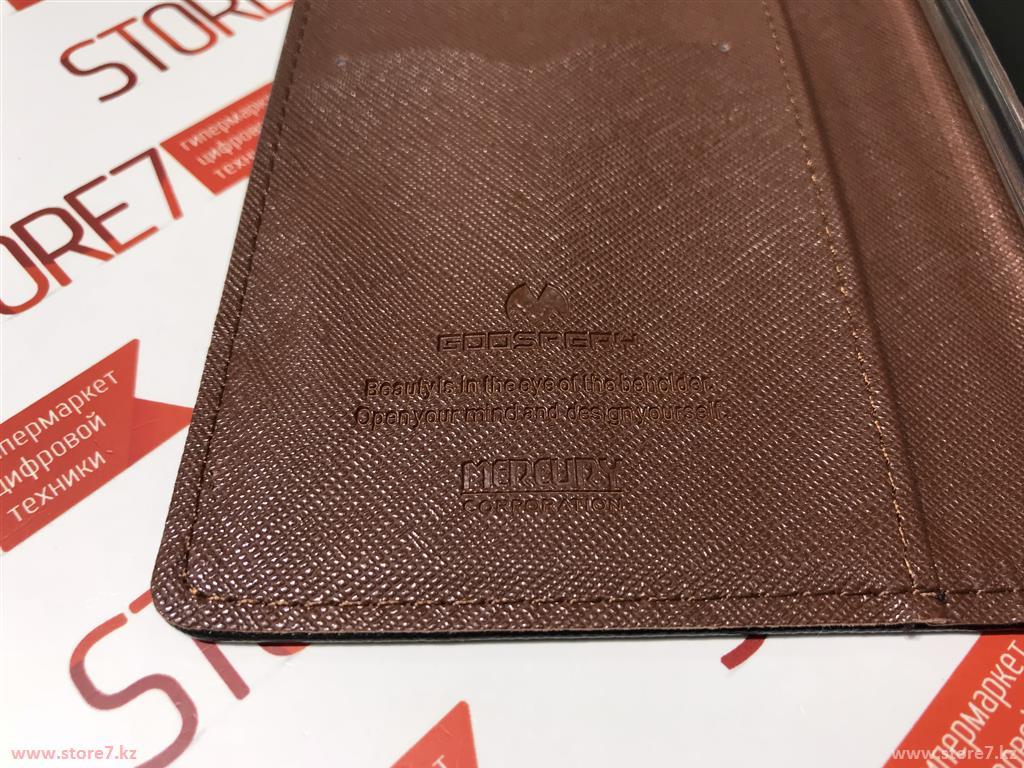 STORE
гипермаркет
цифровой
техники
STORE7
гипермаркет
цифровой
техники
GOOSPERY
Beauty is in the eye of the beholder.
Open your mind and design yourself.
MERCURY
CORPORATION
ST
гипермаркет
www.store7.kz
www.store7.kz